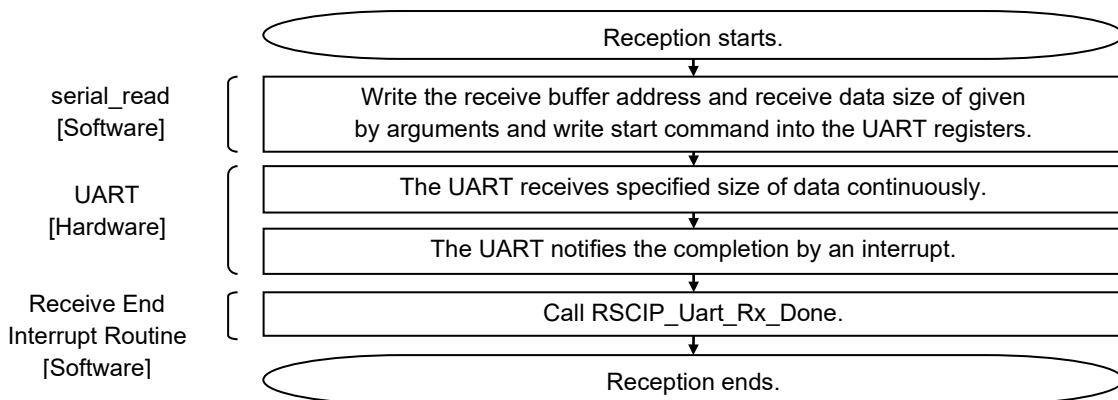 Reception starts.
serial_read
[Software]
Write the receive buffer address and receive data size of given
by arguments and write start command into the UART registers.
UART
[Hardware]
The UART receives specified size of data continuously.
The UART notifies the completion by an interrupt.
Receive End
Interrupt Routine
[Software]
Call RSCIP_Uart_Rx_Done.
Reception ends.